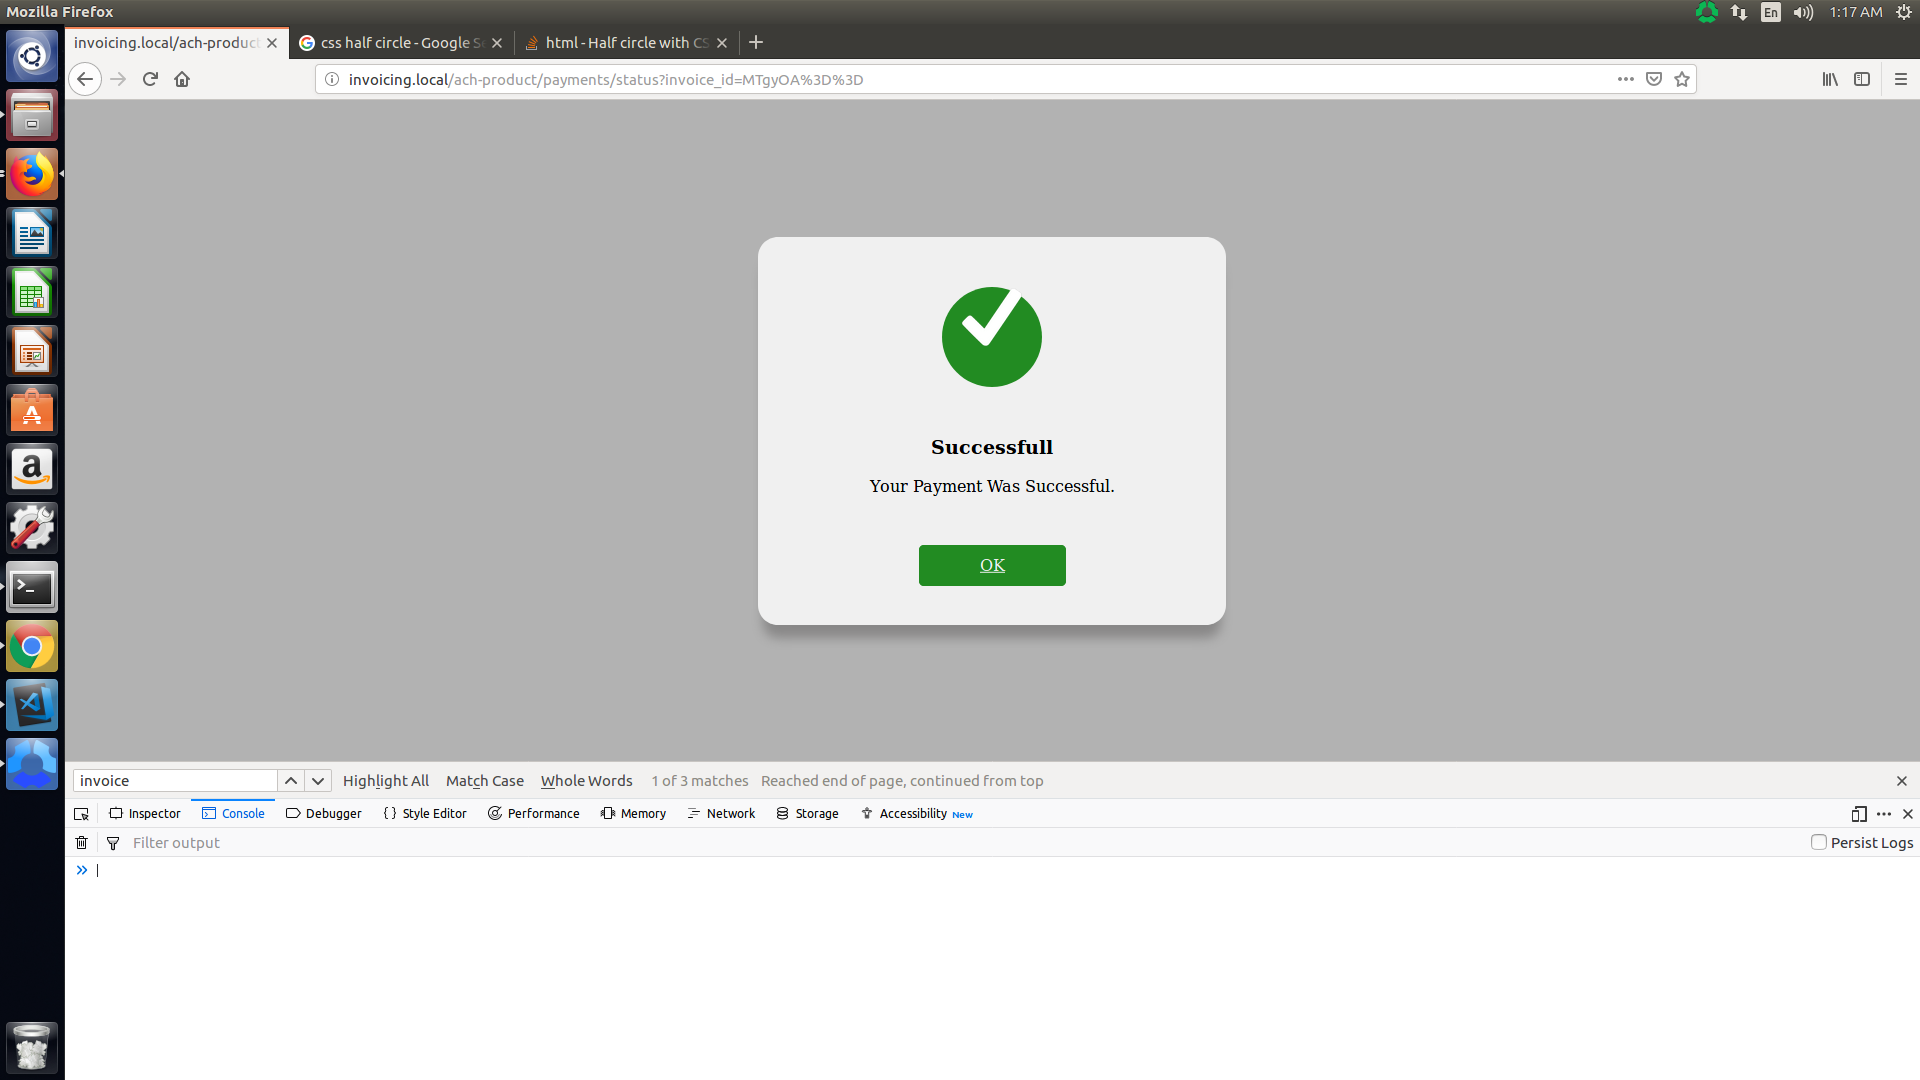 Mozilla Firefox
En
1:17 AM
invoicing.local/ach-product
css half circle - Google Se
html - Half circle with CS
invoicing.local/ach-product/payments/status?invoice_id=MTgyOA%3D%3D
Successfull
Your Payment Was Successful.
OK
invoice
Highlight All
Match Case
Whole Words
1 of 3 matches
Reached end of page, continued from top
Inspector
Console
Debugger
Style Editor
Performance
Memory
Network
Storage
Accessibility New
Filter output
Persist Logs